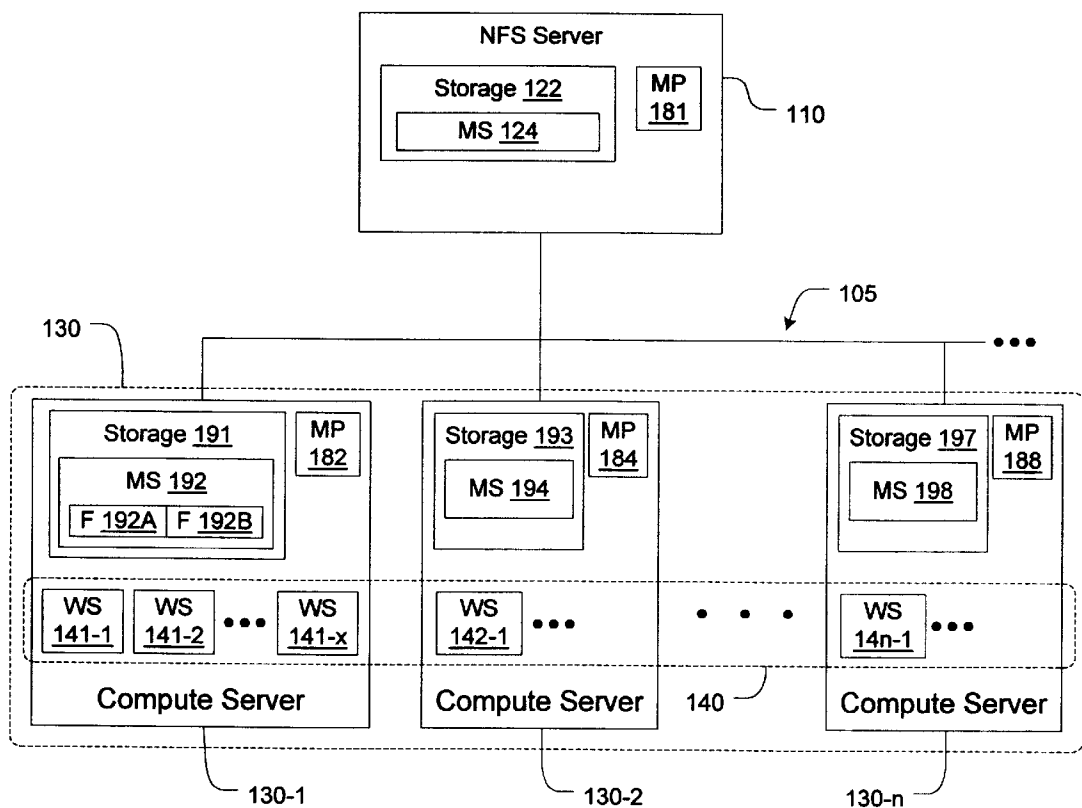 NFS Server
Storage 122
MS 124
MP
181
110
105
130
Storage 191
MS 192
F 192A
F 192B
MP
182
Storage 193
MS 194
MP
184
Storage 197
MS 198
MP
188
WS
141-1
WS
141-2
WS
141-x
WS
142-1
WS
14n-1
Compute Server
Compute Server
Compute Server
140
130-1
130-2
130-n